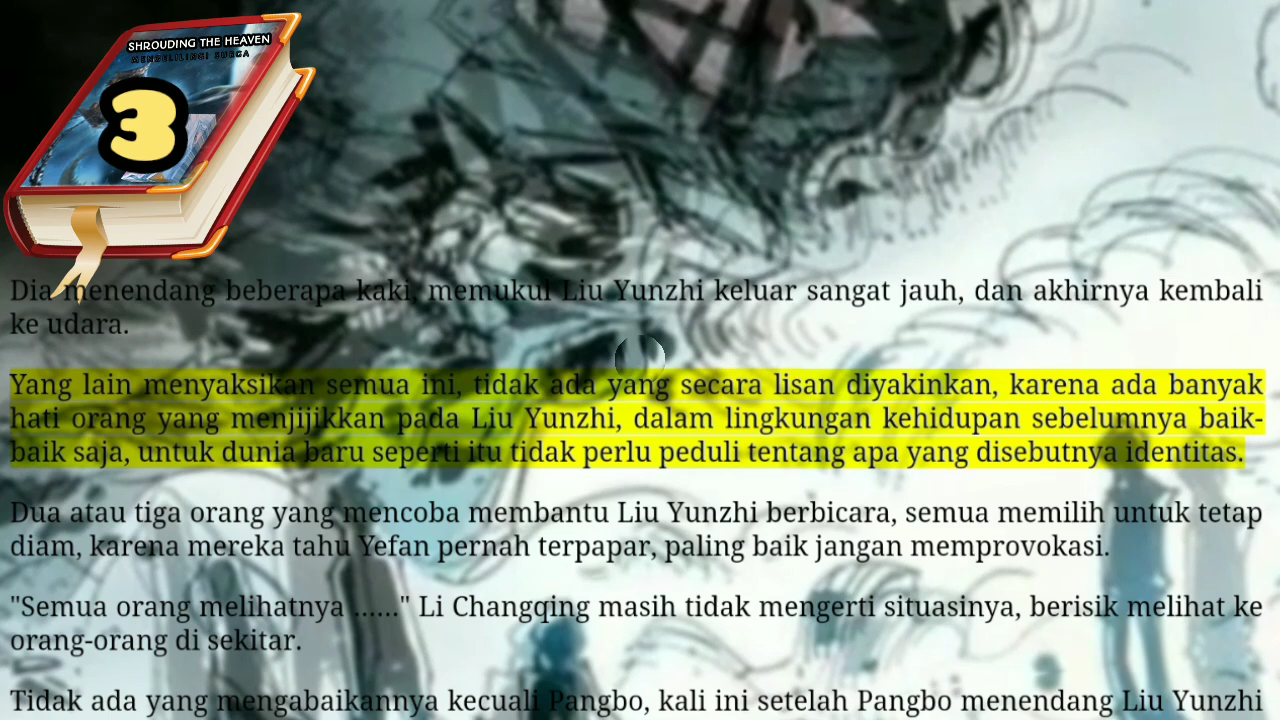 SHROUDING THE HEAVEN
MENGELILINGI SURGA
3
Dia menendang beberapa kaki, memukul Liu Yunzhi keluar sangat jauh, dan akhirnya kembali
ke udara.
Yang lain menyaksikan semua ini, tidak ada yang secara lisan diyakinkan, karena ada banyak
hati orang yang menjijikkan pada Liu Yunzhi, dalam lingkungan kehidupan sebelumnya baik-
baik saja, untuk dunia baru seperti itu tidak perlu peduli tentang apa yang disebutnya identitas.
Dua atau tiga orang yang mencoba membantu Liu Yunzhi berbicara, semua memilih untuk tetap
diam, karena mereka tahu Yefan pernah terpapar, paling baik jangan memprovokasi.
"Semua orang melihatnya ......" Li Changqing masih tidak mengerti situasinya, berisik melihat ke
orang-orang di sekitar.
Tidak ada yang mengabaikannya kecuali Pangbo, kali ini setelah Pangbo menendang Liu Yunzhi